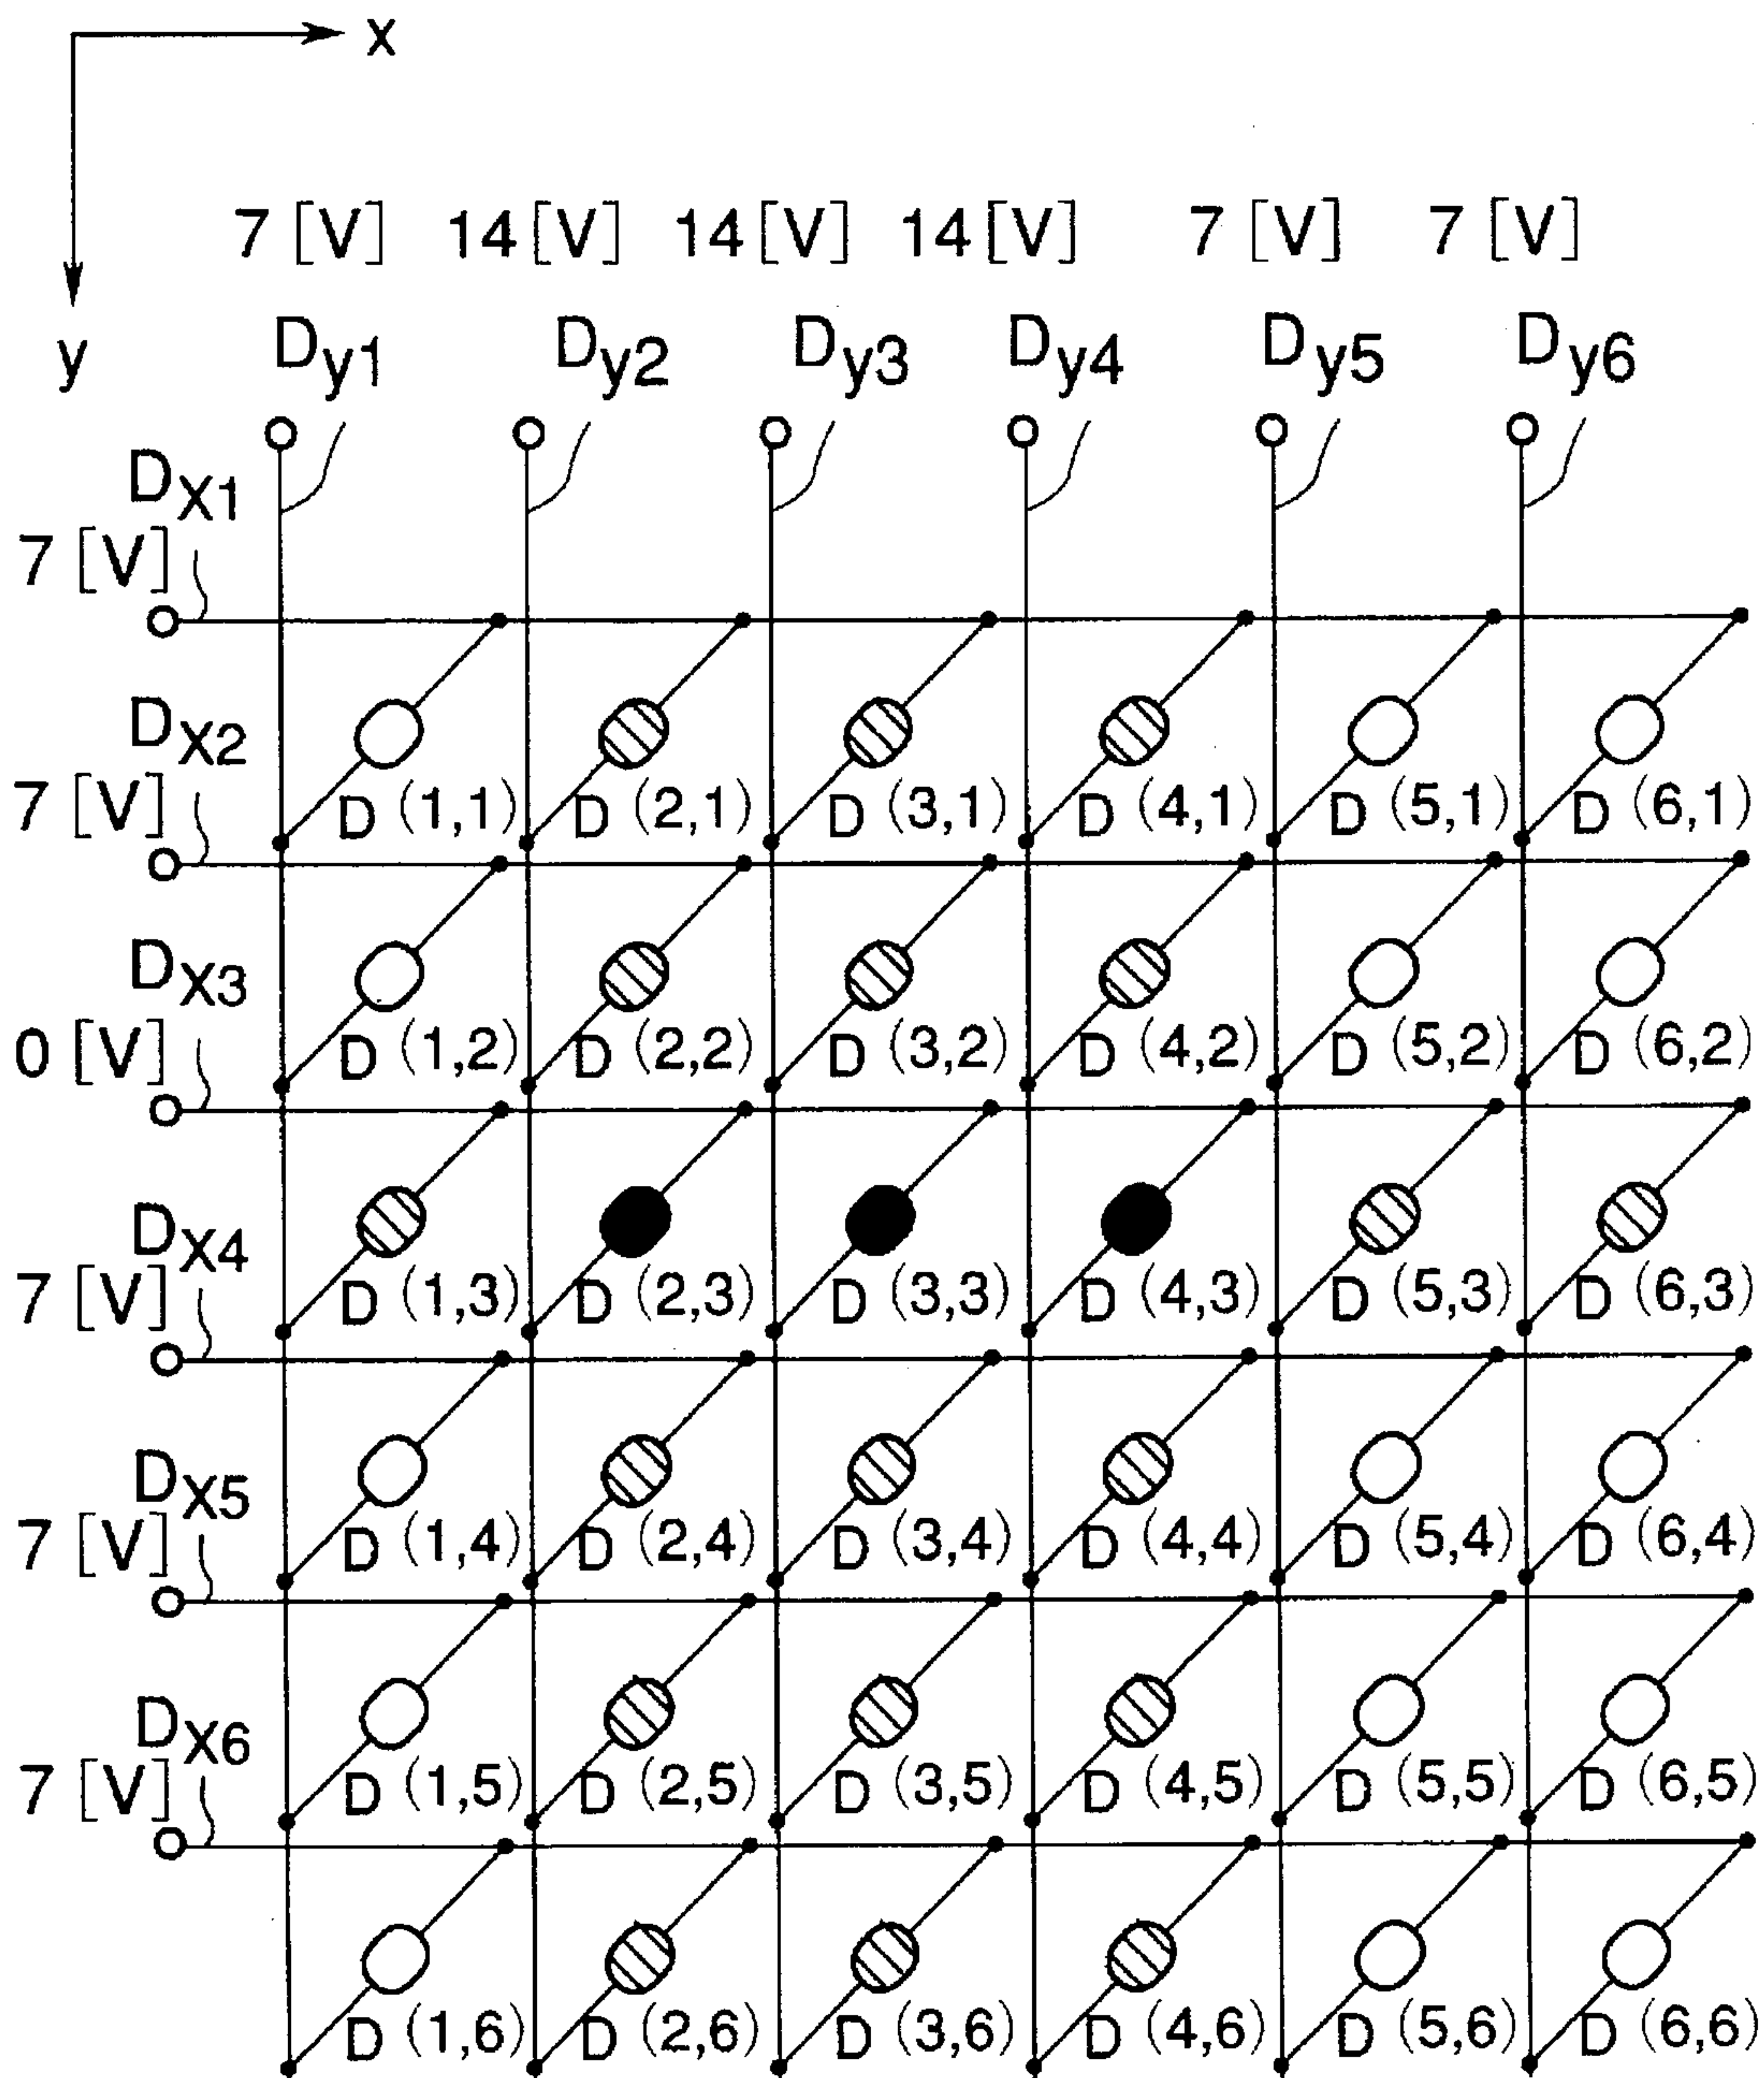 x
y
7 [V] 14 [V] 14 [V] 14 [V] 7 [V] 7 [V]
Dy1 Dy2 Dy3 Dy4 Dy5 Dy6
DX1
7 [V]
DX2
7 [V]
D (1,1) D (2,1) D (3,1) D (4,1) D (5,1) D (6,1)
DX3
0 [V]
D (1,2) D (2,2) D (3,2) D (4,2) D (5,2) D (6,2)
DX4
7 [V]
D (1,3) D (2,3) D (3,3) D (4,3) D (5,3) D (6,3)
DX5
7 [V]
D (1,4) D (2,4) D (3,4) D (4,4) D (5,4) D (6,4)
DX6
7 [V]
D (1,5) D (2,5) D (3,5) D (4,5) D (5,5) D (6,5)
D (1,6) D (2,6) D (3,6) D (4,6) D (5,6) D (6,6)